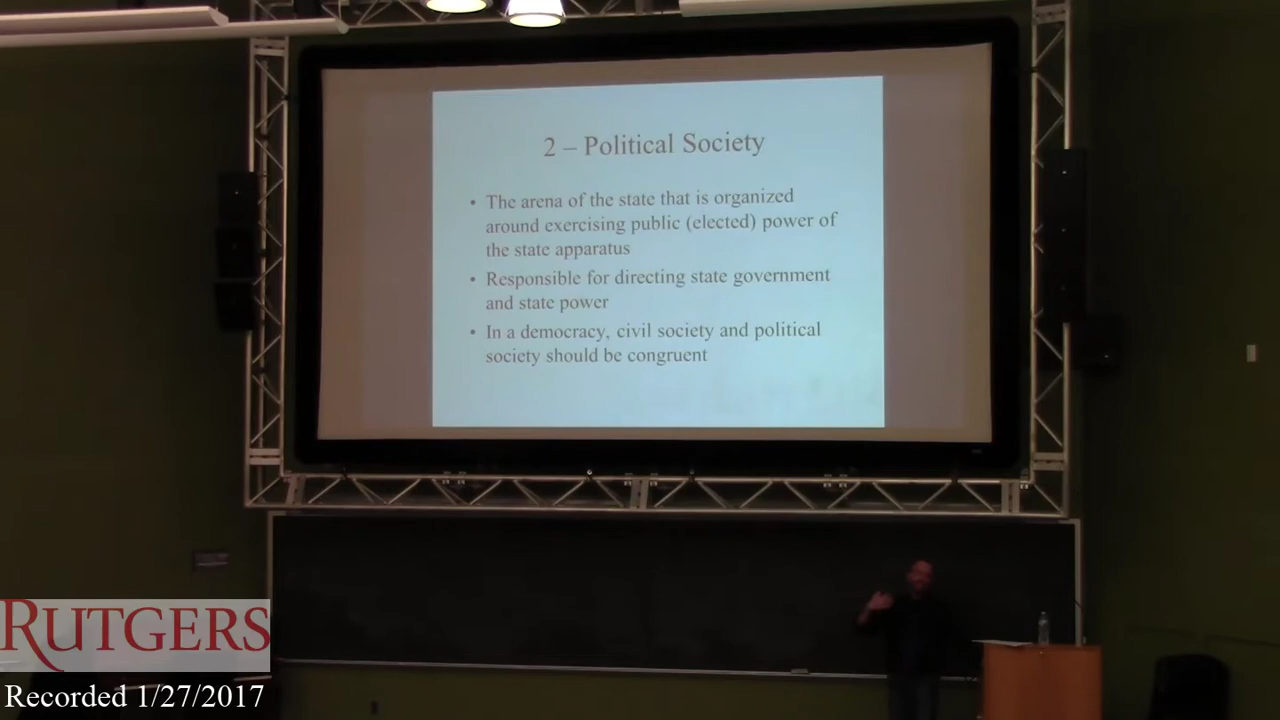 2 – Political Society
• The arena of the state that is organized
around exercising public (elected) power of
the state apparatus
• Responsible for directing state government
and state power
• In a democracy, civil society and political
society should be congruent
RUTGERS
Recorded 1/27/2017